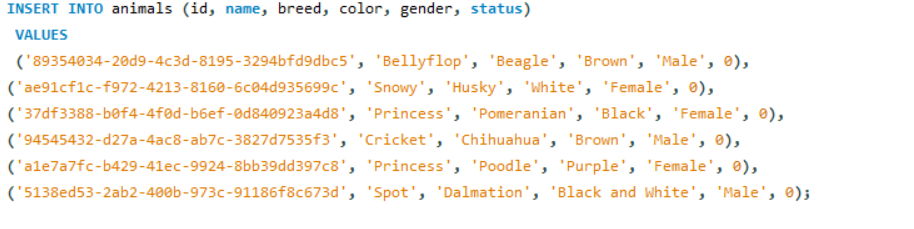 INSERT INTO animals (id, name, breed, color, gender, status)
VALUES
('89354034-20d9-4c3d-8195-3294bfd9dbc5', 'Bellyflop', 'Beagle', 'Brown', 'Male', 0),
('ae91cf1c-f972-4213-8160-6c04d935699c', 'Snowy', 'Husky', 'White', 'Female', 0),
('37df3388-b0f4-4f0d-b6ef-0d840923a4d8', 'Princess', 'Pomeranian', 'Black', 'Female', 0),
('94545432-d27a-4ac8-ab7c-3827d7535f3', 'Cricket', 'Chihuahua', 'Brown', 'Male', 0),
('a1e7a7fc-b429-41ec-9924-8bb39dd397c8', 'Princess', 'Poodle', 'Purple', 'Female', 0),
('5138ed53-2ab2-400b-973c-91186f8c673d', 'Spot', 'Dalmation', 'Black and White', 'Male', 0);